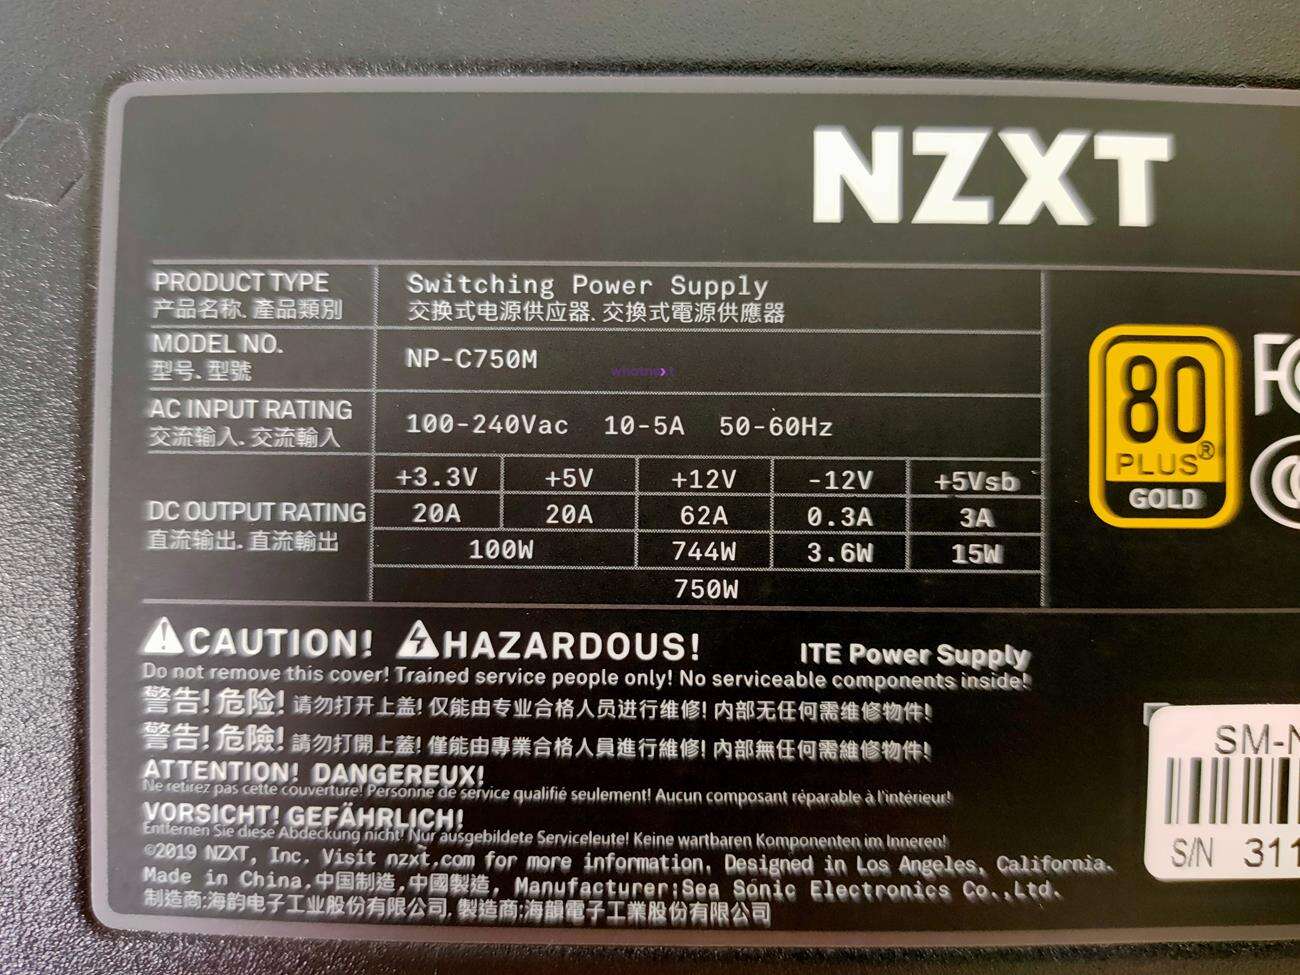 NZXT
PRODUCT TYPE
产品名称. 產品類別
Switching Power Supply
交换式电源供应器. 交換式電源供應器
MODEL NO.
型号. 型號
NP-C750M
whatnext
AC INPUT RATING
交流输入. 交流輸入
100-240Vac 10-5A 50-60Hz
DC OUTPUT RATING
直流输出. 直流輸出
+3.3V +5V +12V -12V +5Vsb
20A 20A 62A 0.3A 3A
100W 744W 3.6W 15W
750W
80
PLUS®
GOLD
CAUTION! HAZARDOUS! ITE Power Supply
Do not remove this cover! Trained service people only! No serviceable components inside!
警告! 危险! 请勿打开上盖! 仅能由专业合格人员进行维修! 内部无任何需维修物件!
警告! 危險! 請勿打開上蓋! 僅能由專業合格人員進行維修! 內部無任何需維修物件!
ATTENTION! DANGEREUX!
Ne retirez pas cette couverture! Personne de service qualifié seulement! Aucun composant réparable à l'intérieur!
VORSICHT! GEFÄHRLICH!
Entfernen Sie diese Abdeckung nicht! Nur ausgebildete Serviceleute! Keine wartbaren Komponenten im Inneren!
©2019 NZXT, Inc. Visit nzxt.com for more information. Designed in Los Angeles, California.
Made in China.中国制造,中國製造, Manufacturer:Sea Sonic Electronics Co.,Ltd.
制造商:海韵电子工业股份有限公司, 製造商:海韻電子工業股份有限公司
SM-N
S/N 311